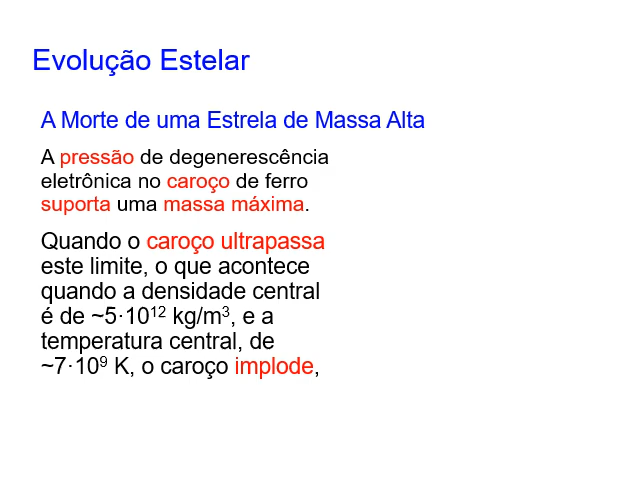 Evolução Estelar
A Morte de uma Estrela de Massa Alta
A pressão de degenerescência
eletrônica no caroço de ferro
suporta uma massa máxima.
Quando o caroço ultrapassa
este limite, o que acontece
quando a densidade central
é de ~5·10¹² kg/m³, e a
temperatura central, de
~7·10⁹ K, o caroço implode,